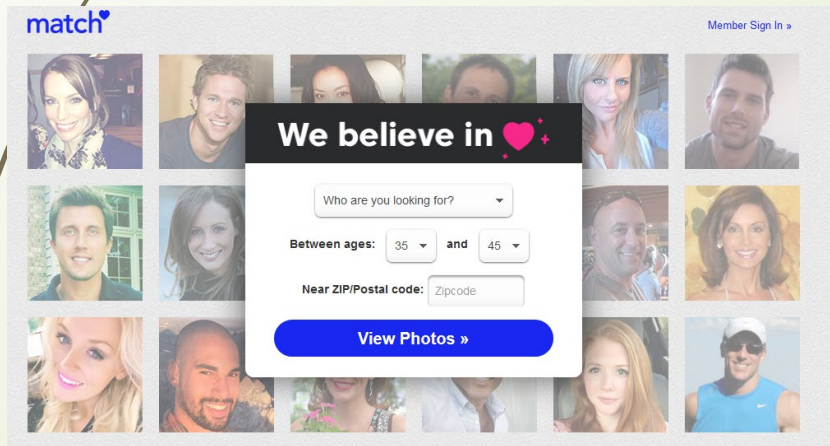 match
Member Sign In »
We believe in
Who are you looking for?
Between ages: 35 and 45
Near ZIP/Postal code: Zipcode
View Photos »